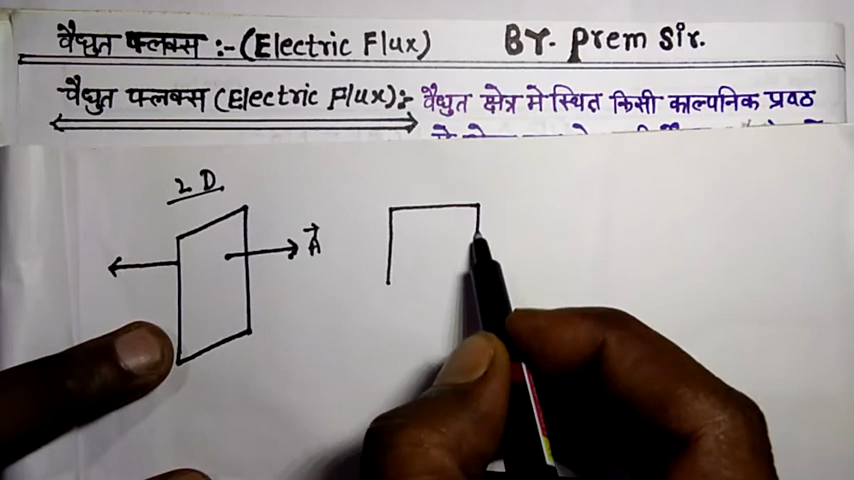 वैद्युत फ्लक्स :- (Electric Flux) BY- Prem Sir.
वैद्युत फ्लक्स (Electric Flux):- वैद्युत क्षेत्र मे स्थित किसी काल्पनिक प्रवठ
2D
A